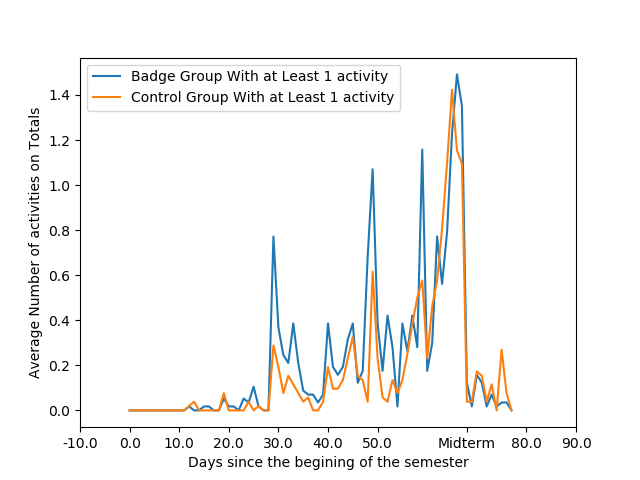 Badge Group With at Least 1 activity
Control Group With at Least 1 activity
Average Number of activities on Totals
1.4
1.2
1.0
0.8
0.6
0.4
0.2
0.0
-10.0 0.0 10.0 20.0 30.0 40.0 50.0 Midterm 80.0 90.0
Days since the begining of the semester